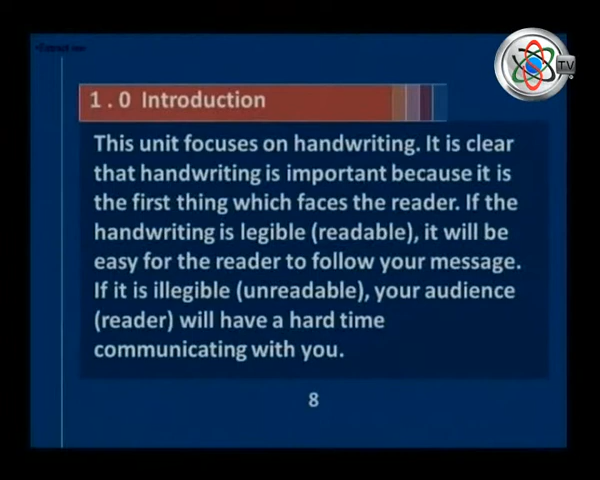 TV
1.0 Introduction
This unit focuses on handwriting. It is clear
that handwriting is important because it is
the first thing which faces the reader. If the
handwriting is legible (readable), it will be
easy for the reader to follow your message.
If it is illegible (unreadable), your audience
(reader) will have a hard time
communicating with you.
8